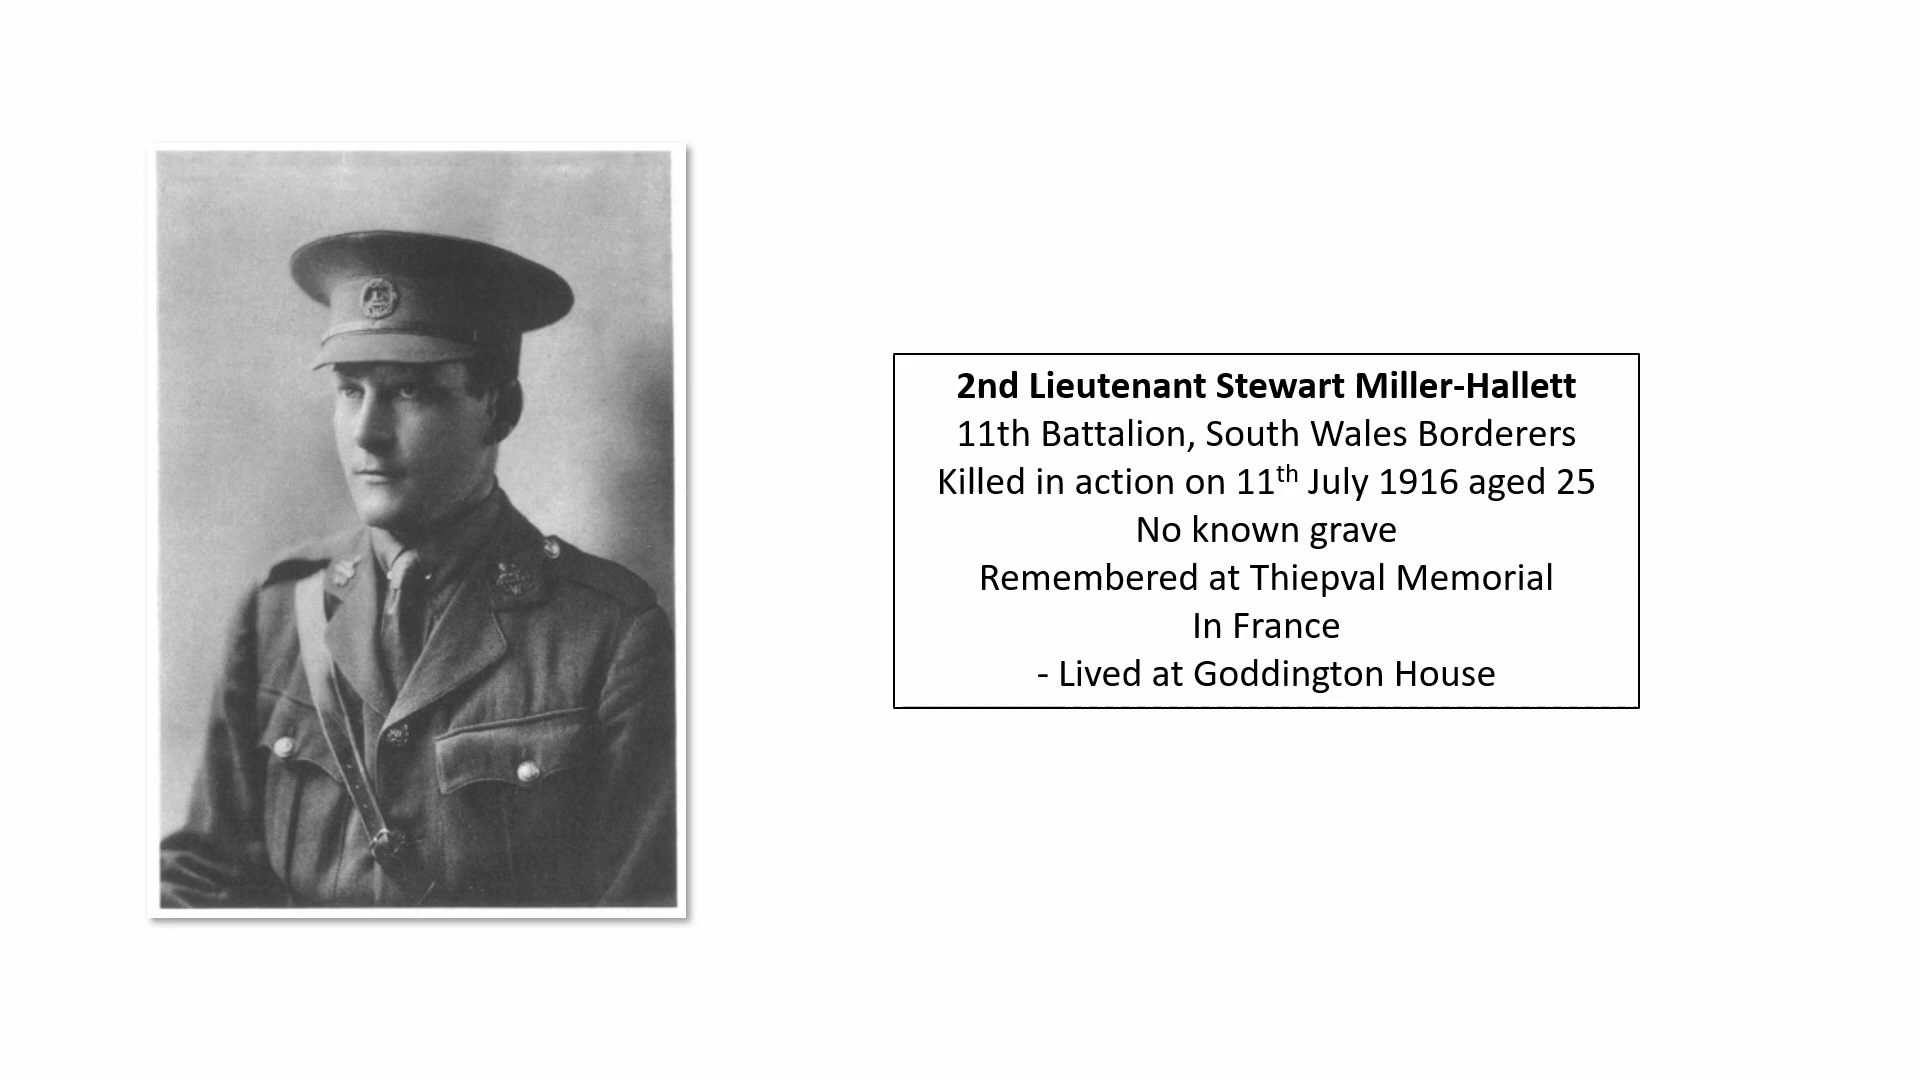 2nd Lieutenant Stewart Miller-Hallett
11th Battalion, South Wales Borderers
Killed in action on 11th July 1916 aged 25
No known grave
Remembered at Thiepval Memorial
In France
- Lived at Goddington House